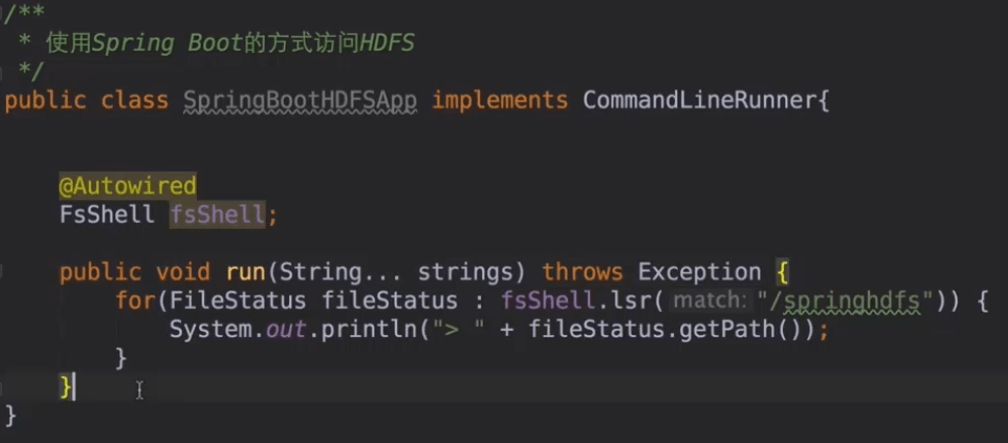 /**
 * 使用Spring Boot的方式访问HDFS
 */
public class SpringBootHDFSApp implements CommandLineRunner{
@Autowired
FsShell fsShell;
public void run(String... strings) throws Exception {
for(FileStatus fileStatus : fsShell.lsr( match: "/springhdfs")) {
System.out.println("> " + fileStatus.getPath());
}
}
}